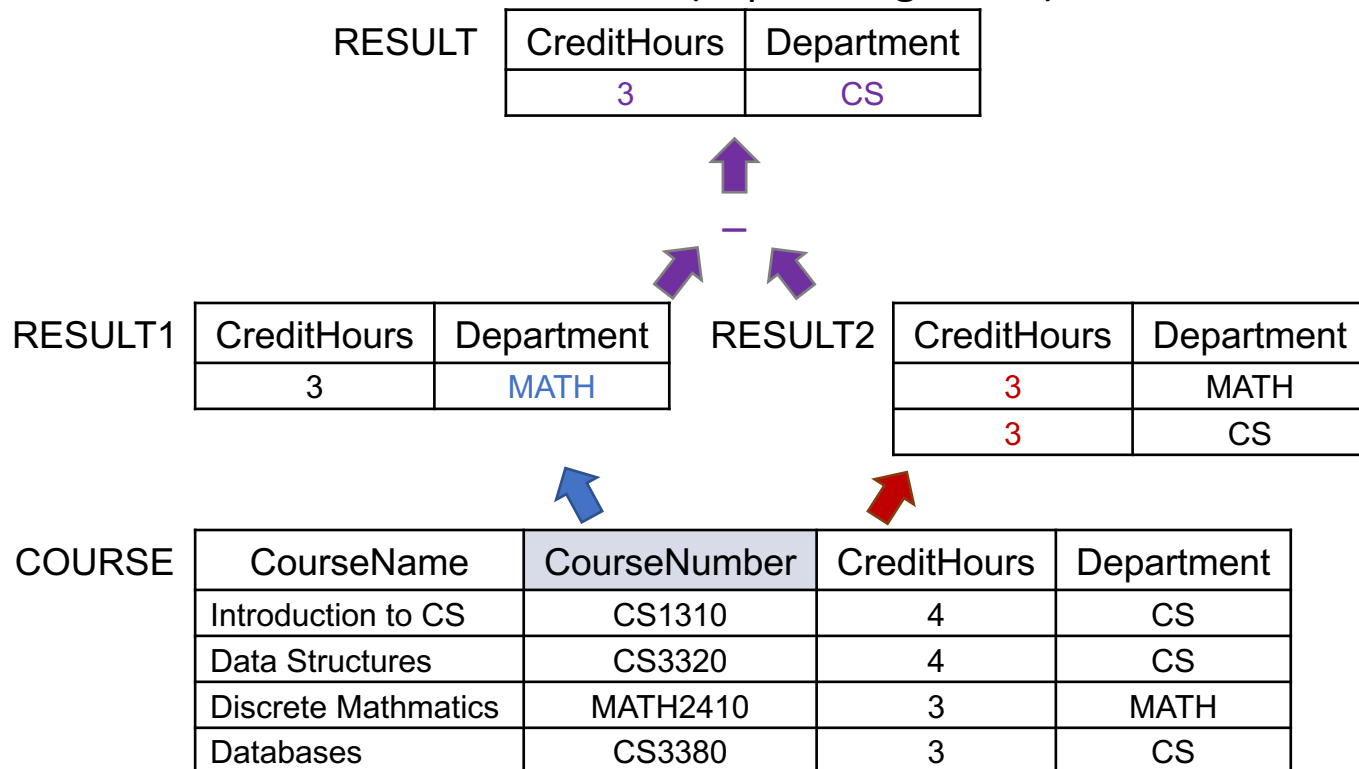 RESULT CreditHours Department
3 CS
–
RESULT1 CreditHours Department
3 MATH
RESULT2 CreditHours Department
3 MATH
3 CS
COURSE CourseName CourseNumber CreditHours Department
Introduction to CS CS1310 4 CS
Data Structures CS3320 4 CS
Discrete Mathmatics MATH2410 3 MATH
Databases CS3380 3 CS